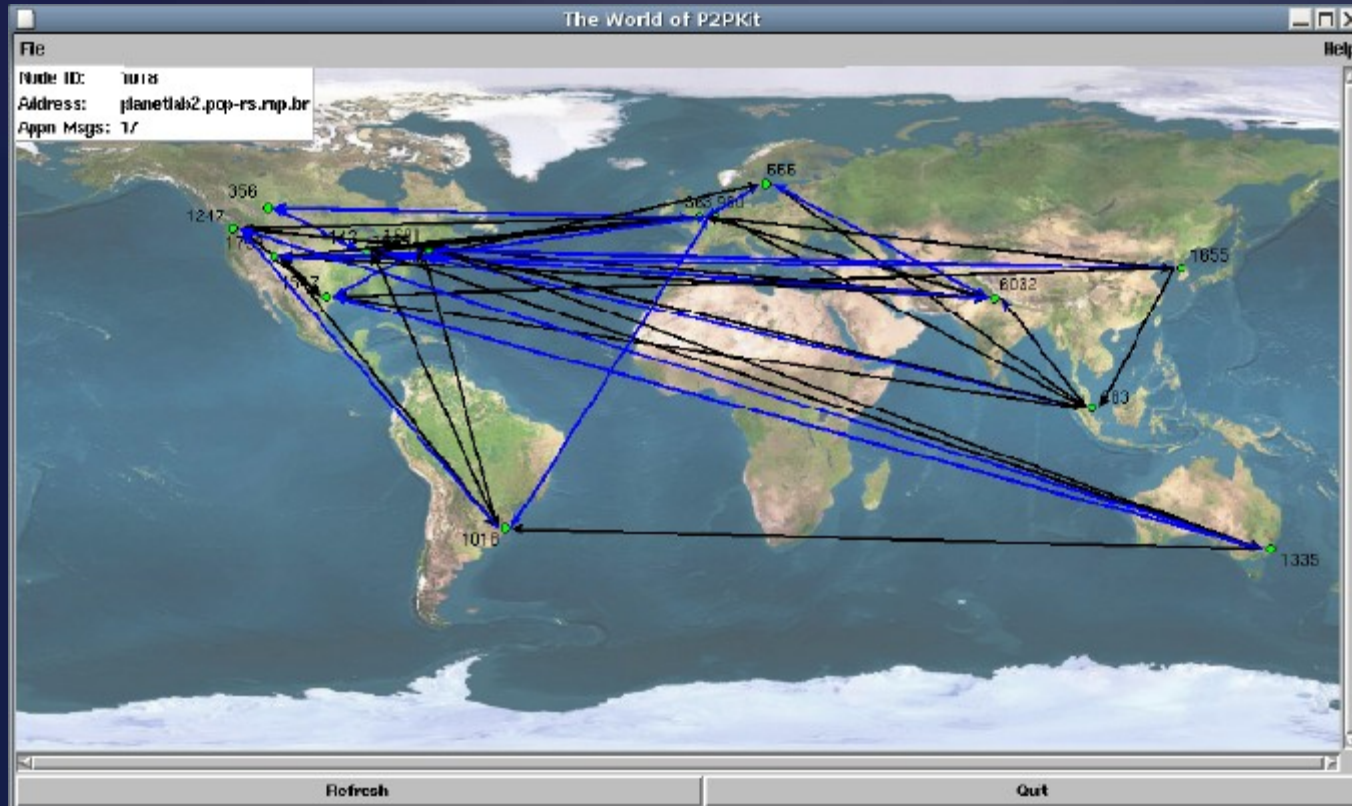 The World of P2PKit
File
Help
Node ID:
Address: planetlab2.pop-rs.rnp.br
Appn Msgs: 17
666
356
1247
1655
6032
1335
Refresh
Quit